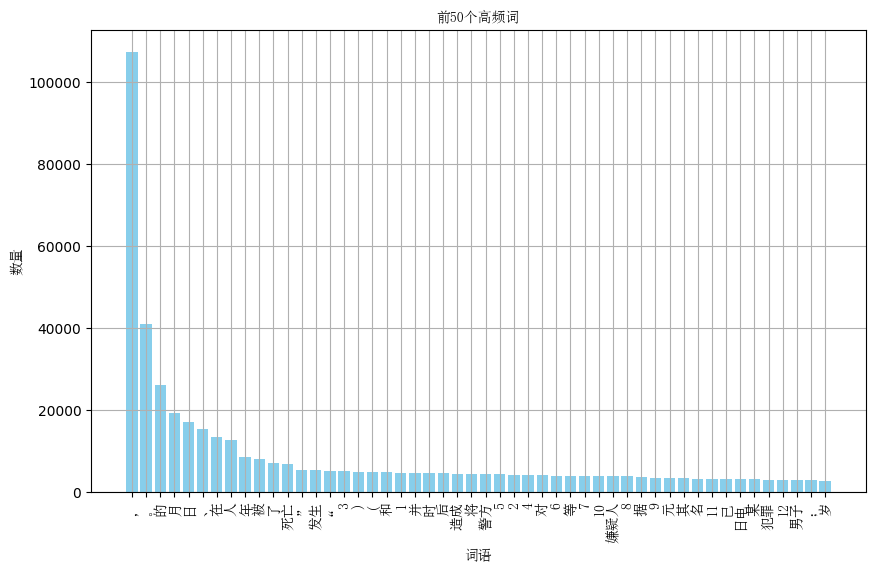 前50个高频词
数量
100000
80000
60000
40000
20000
0
，
。
的
月
日
、
在
人
年
被
了
死亡
”
发生
“
3
）
（
和
1
并
时
后
造成
将
警方
5
2
4
对
6
等
7
10
嫌疑人
8
据
9
元
其
名
11
已
日电
某
犯罪
12
男子
：
岁
词语